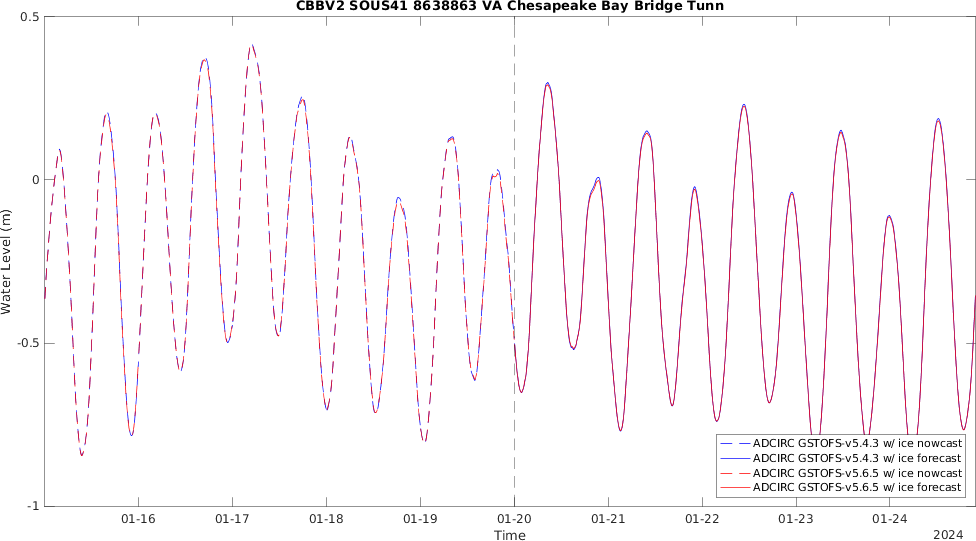 CBBV2 SOUS41 8638863 VA Chesapeake Bay Bridge Tunn
0.5
0
-0.5
-1
Water Level (m)
01-16 01-17 01-18 01-19 01-20 01-21 01-22 01-23 01-24
Time
2024
ADCIRC GSTOFS-v5.4.3 w/ ice nowcast
ADCIRC GSTOFS-v5.4.3 w/ ice forecast
ADCIRC GSTOFS-v5.6.5 w/ ice nowcast
ADCIRC GSTOFS-v5.6.5 w/ ice forecast